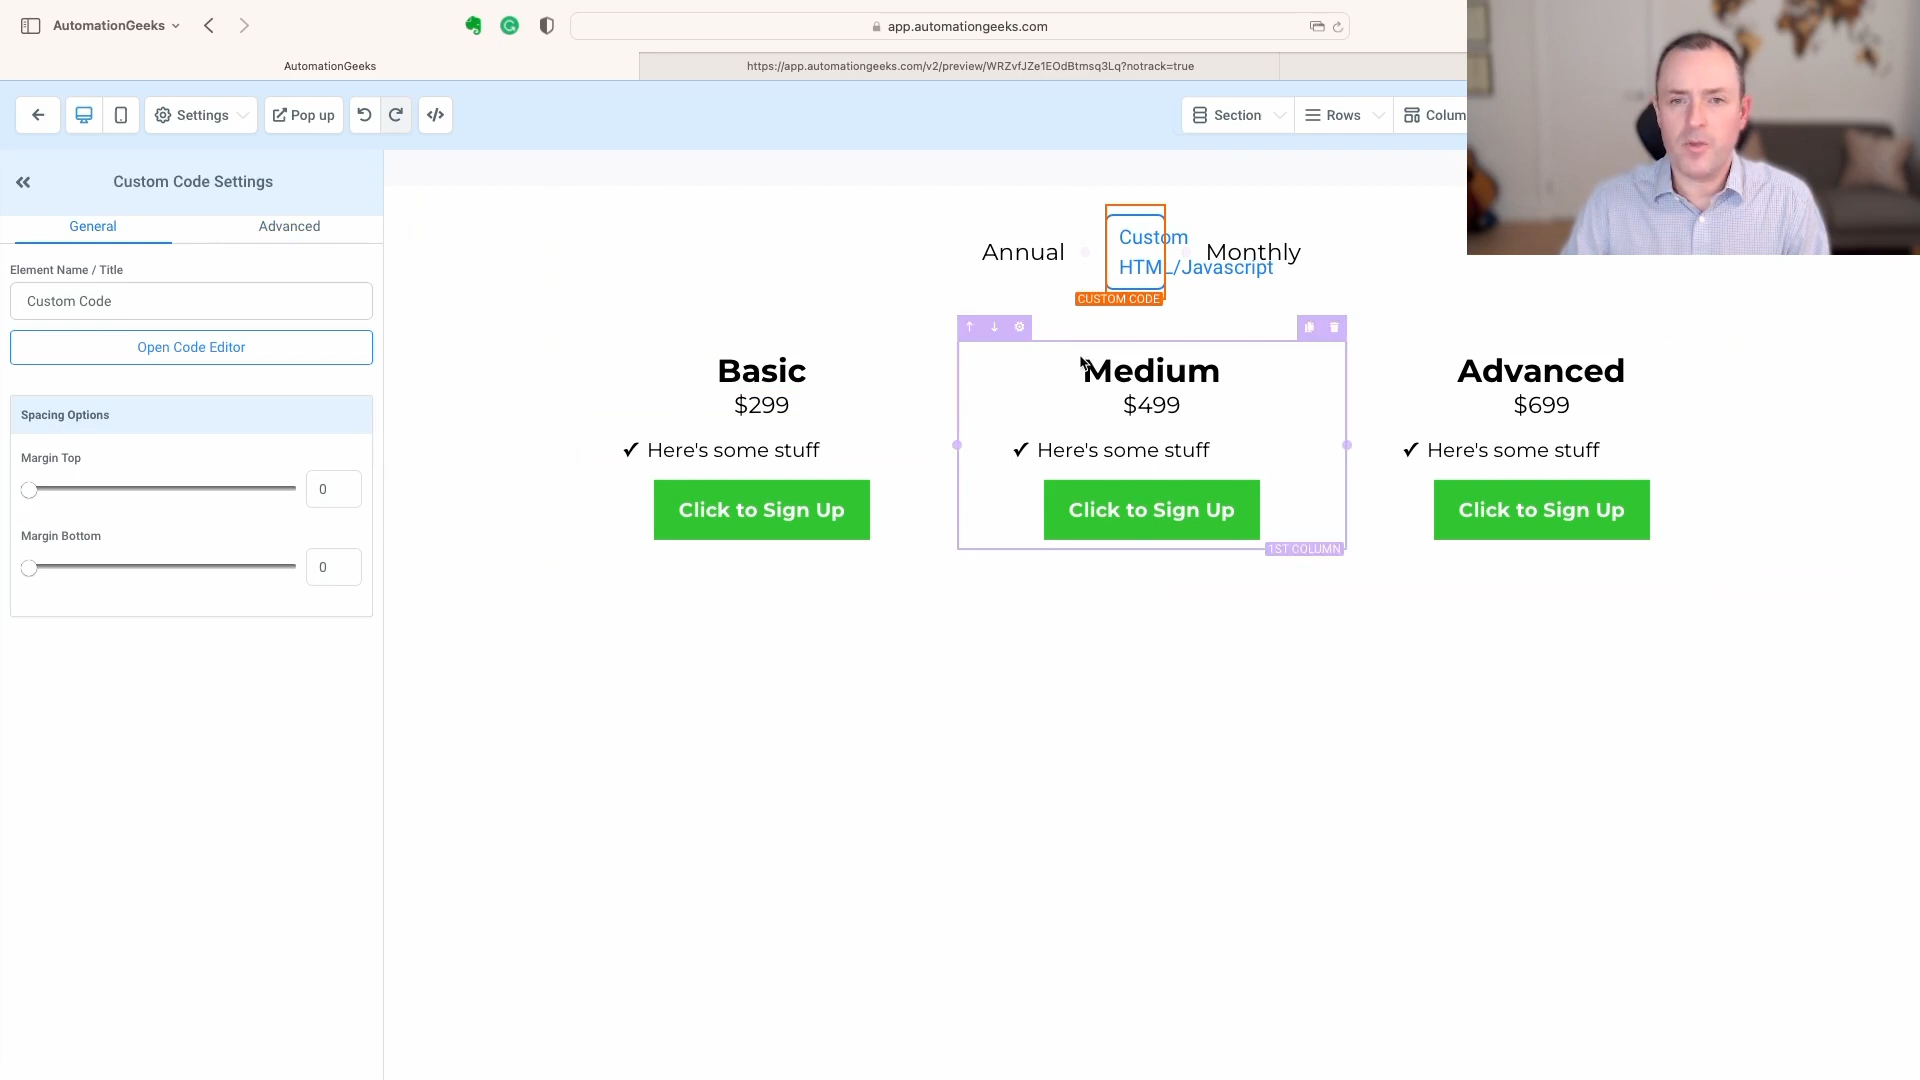 AutomationGeeks
app.automationgeeks.com
AutomationGeeks
https://app.automationgeeks.com/v2/preview/WRZvfJZe1EOdBtmsq3Lq?notrack=true
Settings
Pop up
Section
Rows
Colum
Custom Code Settings
General
Advanced
Element Name / Title
Custom Code
Open Code Editor
Spacing Options
Margin Top
0
Margin Bottom
0
Annual
Custom
HTML/Javascript
Monthly
CUSTOM CODE
Basic
$299
✓ Here's some stuff
Click to Sign Up
Medium
$499
✓ Here's some stuff
Click to Sign Up
1ST COLUMN
Advanced
$699
✓ Here's some stuff
Click to Sign Up